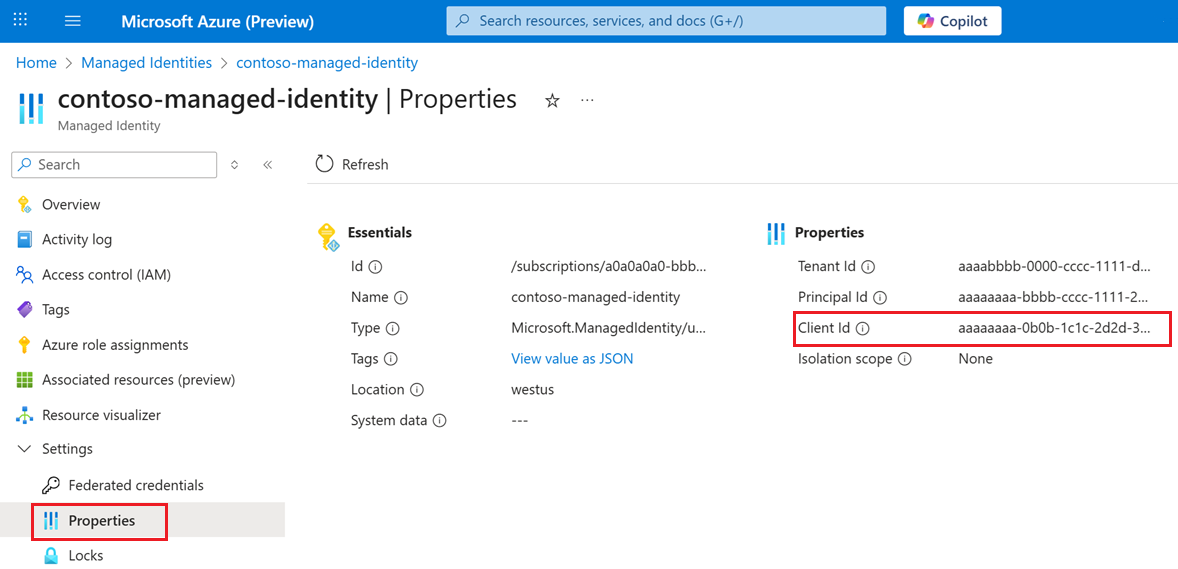 Microsoft Azure (Preview)
Search resources, services, and docs (G+/)
Copilot
Home > Managed Identities > contoso-managed-identity
contoso-managed-identity | Properties
Managed Identity
Search
Refresh
Overview
Activity log
Access control (IAM)
Tags
Azure role assignments
Associated resources (preview)
Resource visualizer
Settings
Federated credentials
Properties
Locks
Essentials
Id /subscriptions/a0a0a0a0-bbb...
Name contoso-managed-identity
Type Microsoft.ManagedIdentity/u...
Tags View value as JSON
Location westus
System data ---
Properties
Tenant Id aaaabbbb-0000-cccc-1111-d...
Principal Id aaaaaaaa-bbbb-cccc-1111-2...
Client Id aaaaaaaa-0b0b-1c1c-2d2d-3...
Isolation scope None